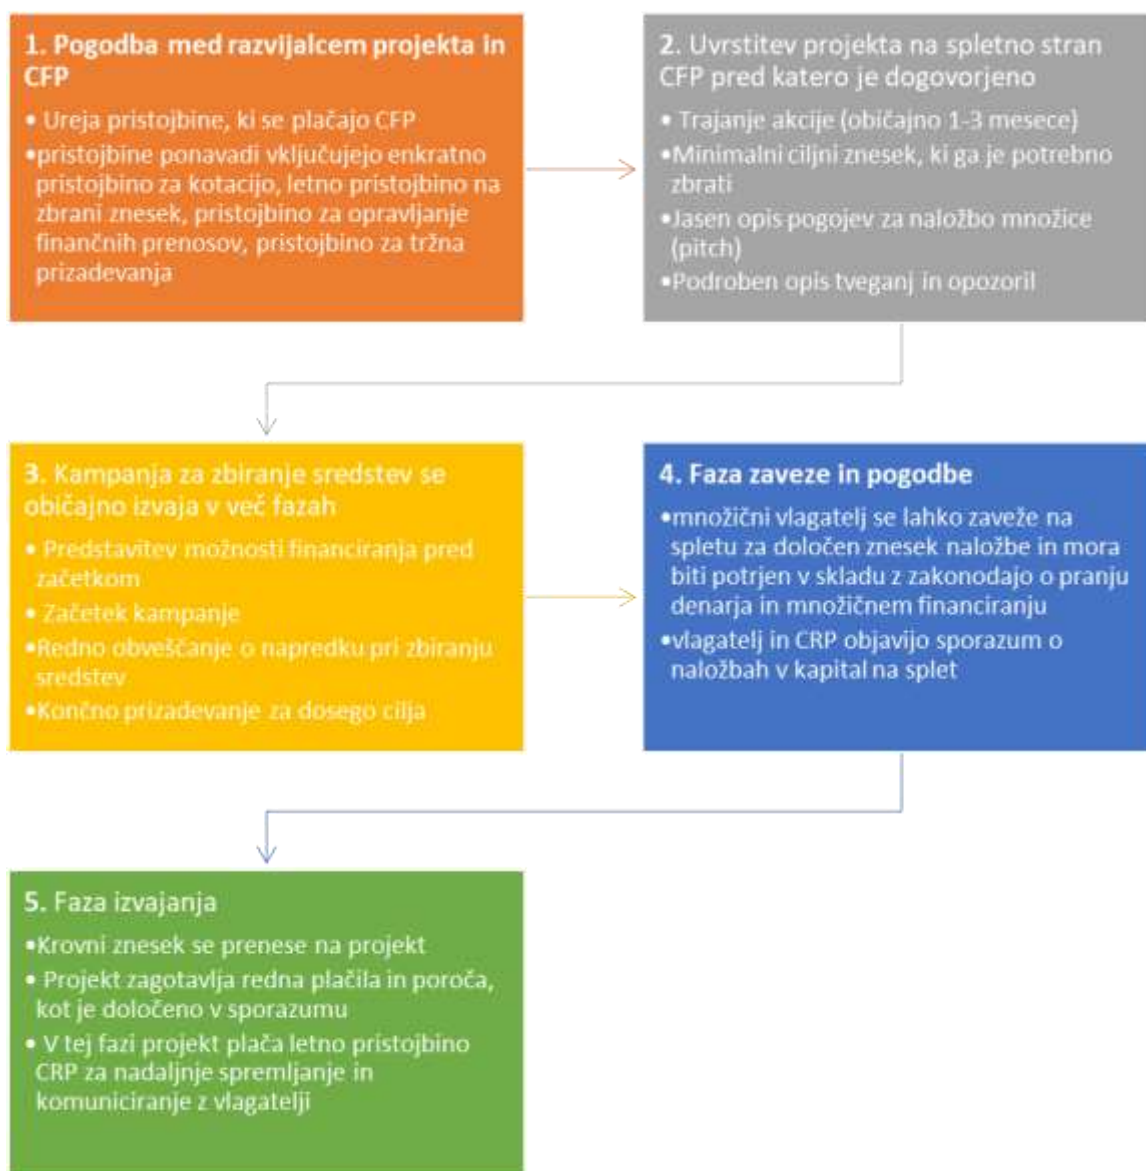 1. Pogodba med razvijalcem projekta in
CFP
• Ureja pristojbine, ki se plačajo CFP
•pristojbine ponavadi vključujejo enkratno
pristojbino za kotacijo, letno pristojbino na
zbrani znesek, pristojbino za opravljanje
finančnih prenosov, pristojbino za tržna
prizadevanja
2. Uvrstitev projekta na spletno stran
CFP pred katero je dogovorjeno
• Trajanje akcije (običajno 1-3 mesece)
•Minimalni ciljni znesek, ki ga je potrebno
zbrati
•Jasen opis pogojev za naložbo množice
(pitch)
•Podroben opis tveganj in opozoril
3. Kampanja za zbiranje sredstev se
običajno izvaja v več fazah
• Predstavitev možnosti financiranja pred
začetkom
• Začetek kampanje
•Redno obveščanje o napredku pri zbiranju
sredstev
•Končno prizadevanje za dosego cilja
4. Faza zaveze in pogodbe
•množični vlagatelj se lahko zaveže na
spletu za določen znesek naložbe in mora
biti potrjen v skladu z zakonodajo o pranju
denarja in množičnem financiranju
•vlagatelj in CRP objavijo sporazum o
naložbah v kapital na splet
5. Faza izvajanja
•Krovni znesek se prenese na projekt
• Projekt zagotavlja redna plačila in poroča,
kot je določeno v sporazumu
• V tej fazi projekt plača letno pristojbino
CRP za nadaljnje spremljanje in
komuniciranje z vlagatelji